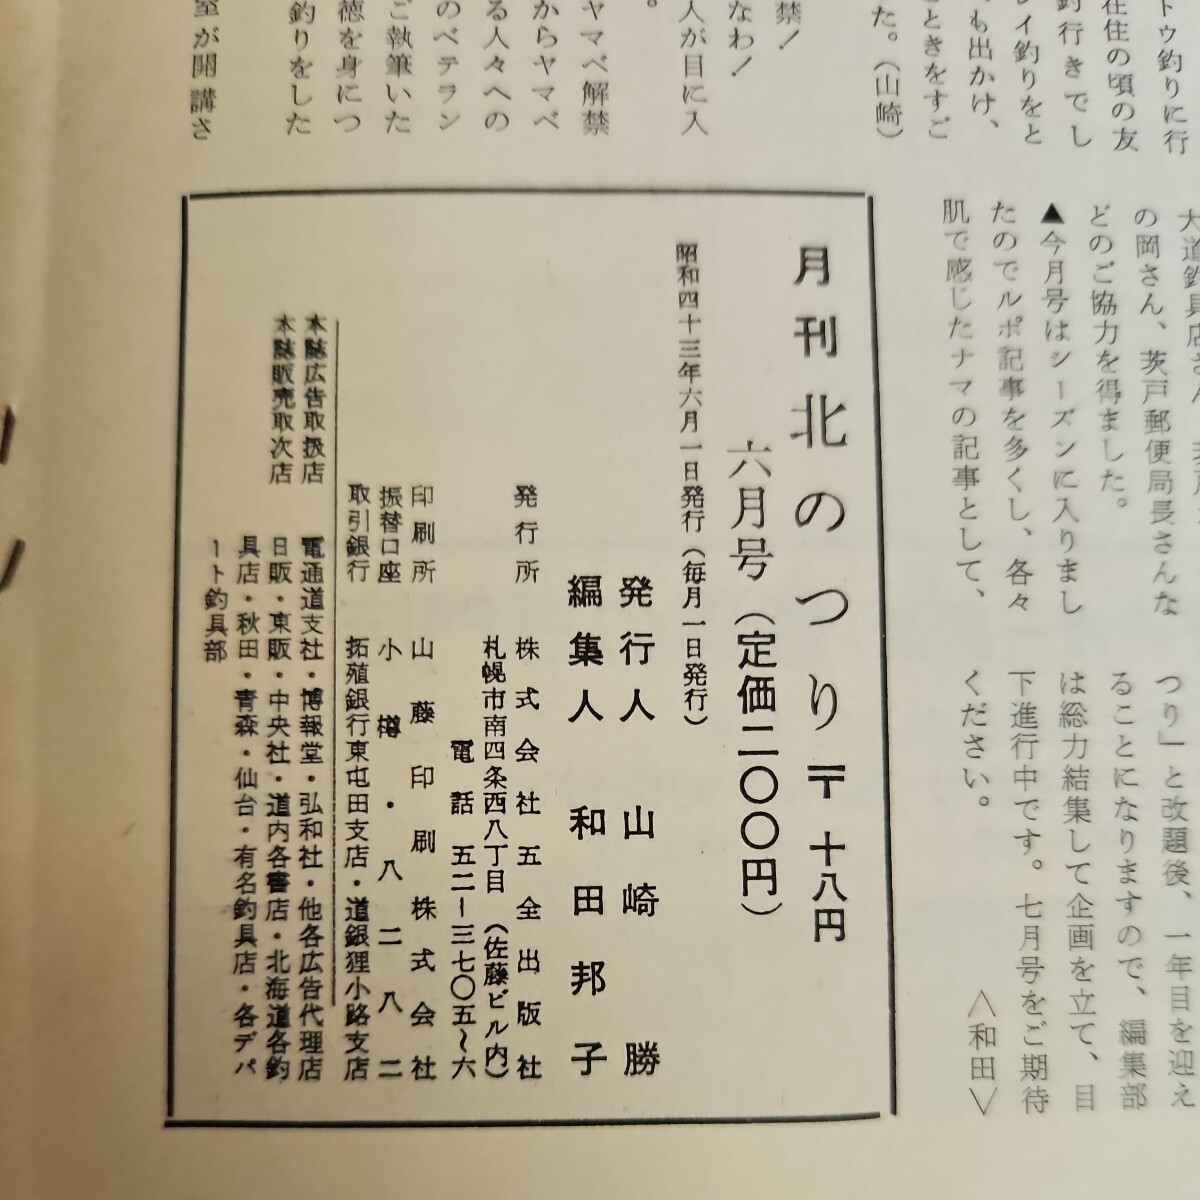 トウ釣りに行
在住の頃の友
釣行きでし
レイ釣りをと
も出かけ、
ときをすご
た。（山崎）
禁！
なわ！
人が目に入
。
ヤマベ解禁
からヤマベ
る人々への
のベテラン
ご執筆いた
徳を身につ
釣りをした
室が開講さ
大道釣具店さん
の岡さん、茨戸郵便局長さんな
どのご協力を得ました。
▲今月号はシーズンに入りまし
たのでルポ記事を多くし、各々
肌で感じたナマの記事として、
つり」と改題後、一年目を迎え
ることになりますので、編集部
は総力結集して企画を立て、目
下進行中です。七月号をご期待
ください。
〈和田〉
月刊北のつり 〒十八円
六月号（定価二〇〇円）
昭和四十三年六月一日発行（毎月一日発行）
発行人 山崎勝
編集人 和田邦子
発行所 株式会社五全出版社
札幌市南四条西八丁目（佐藤ビル内）
電話 五二ー三七〇五〜六
印刷所 山藤印刷株式会社
振替口座 小樽・八二八二
取引銀行 拓殖銀行東屯田支店・道銀狸小路支店
本誌広告取扱店 電通道支社・博報堂・弘和社・他各広告代理店
本誌販売取次店 日販・東販・中央社・道内各書店・北海道各釣
具店・秋田・青森・仙台・有名釣具店・各デパ
ート釣具部